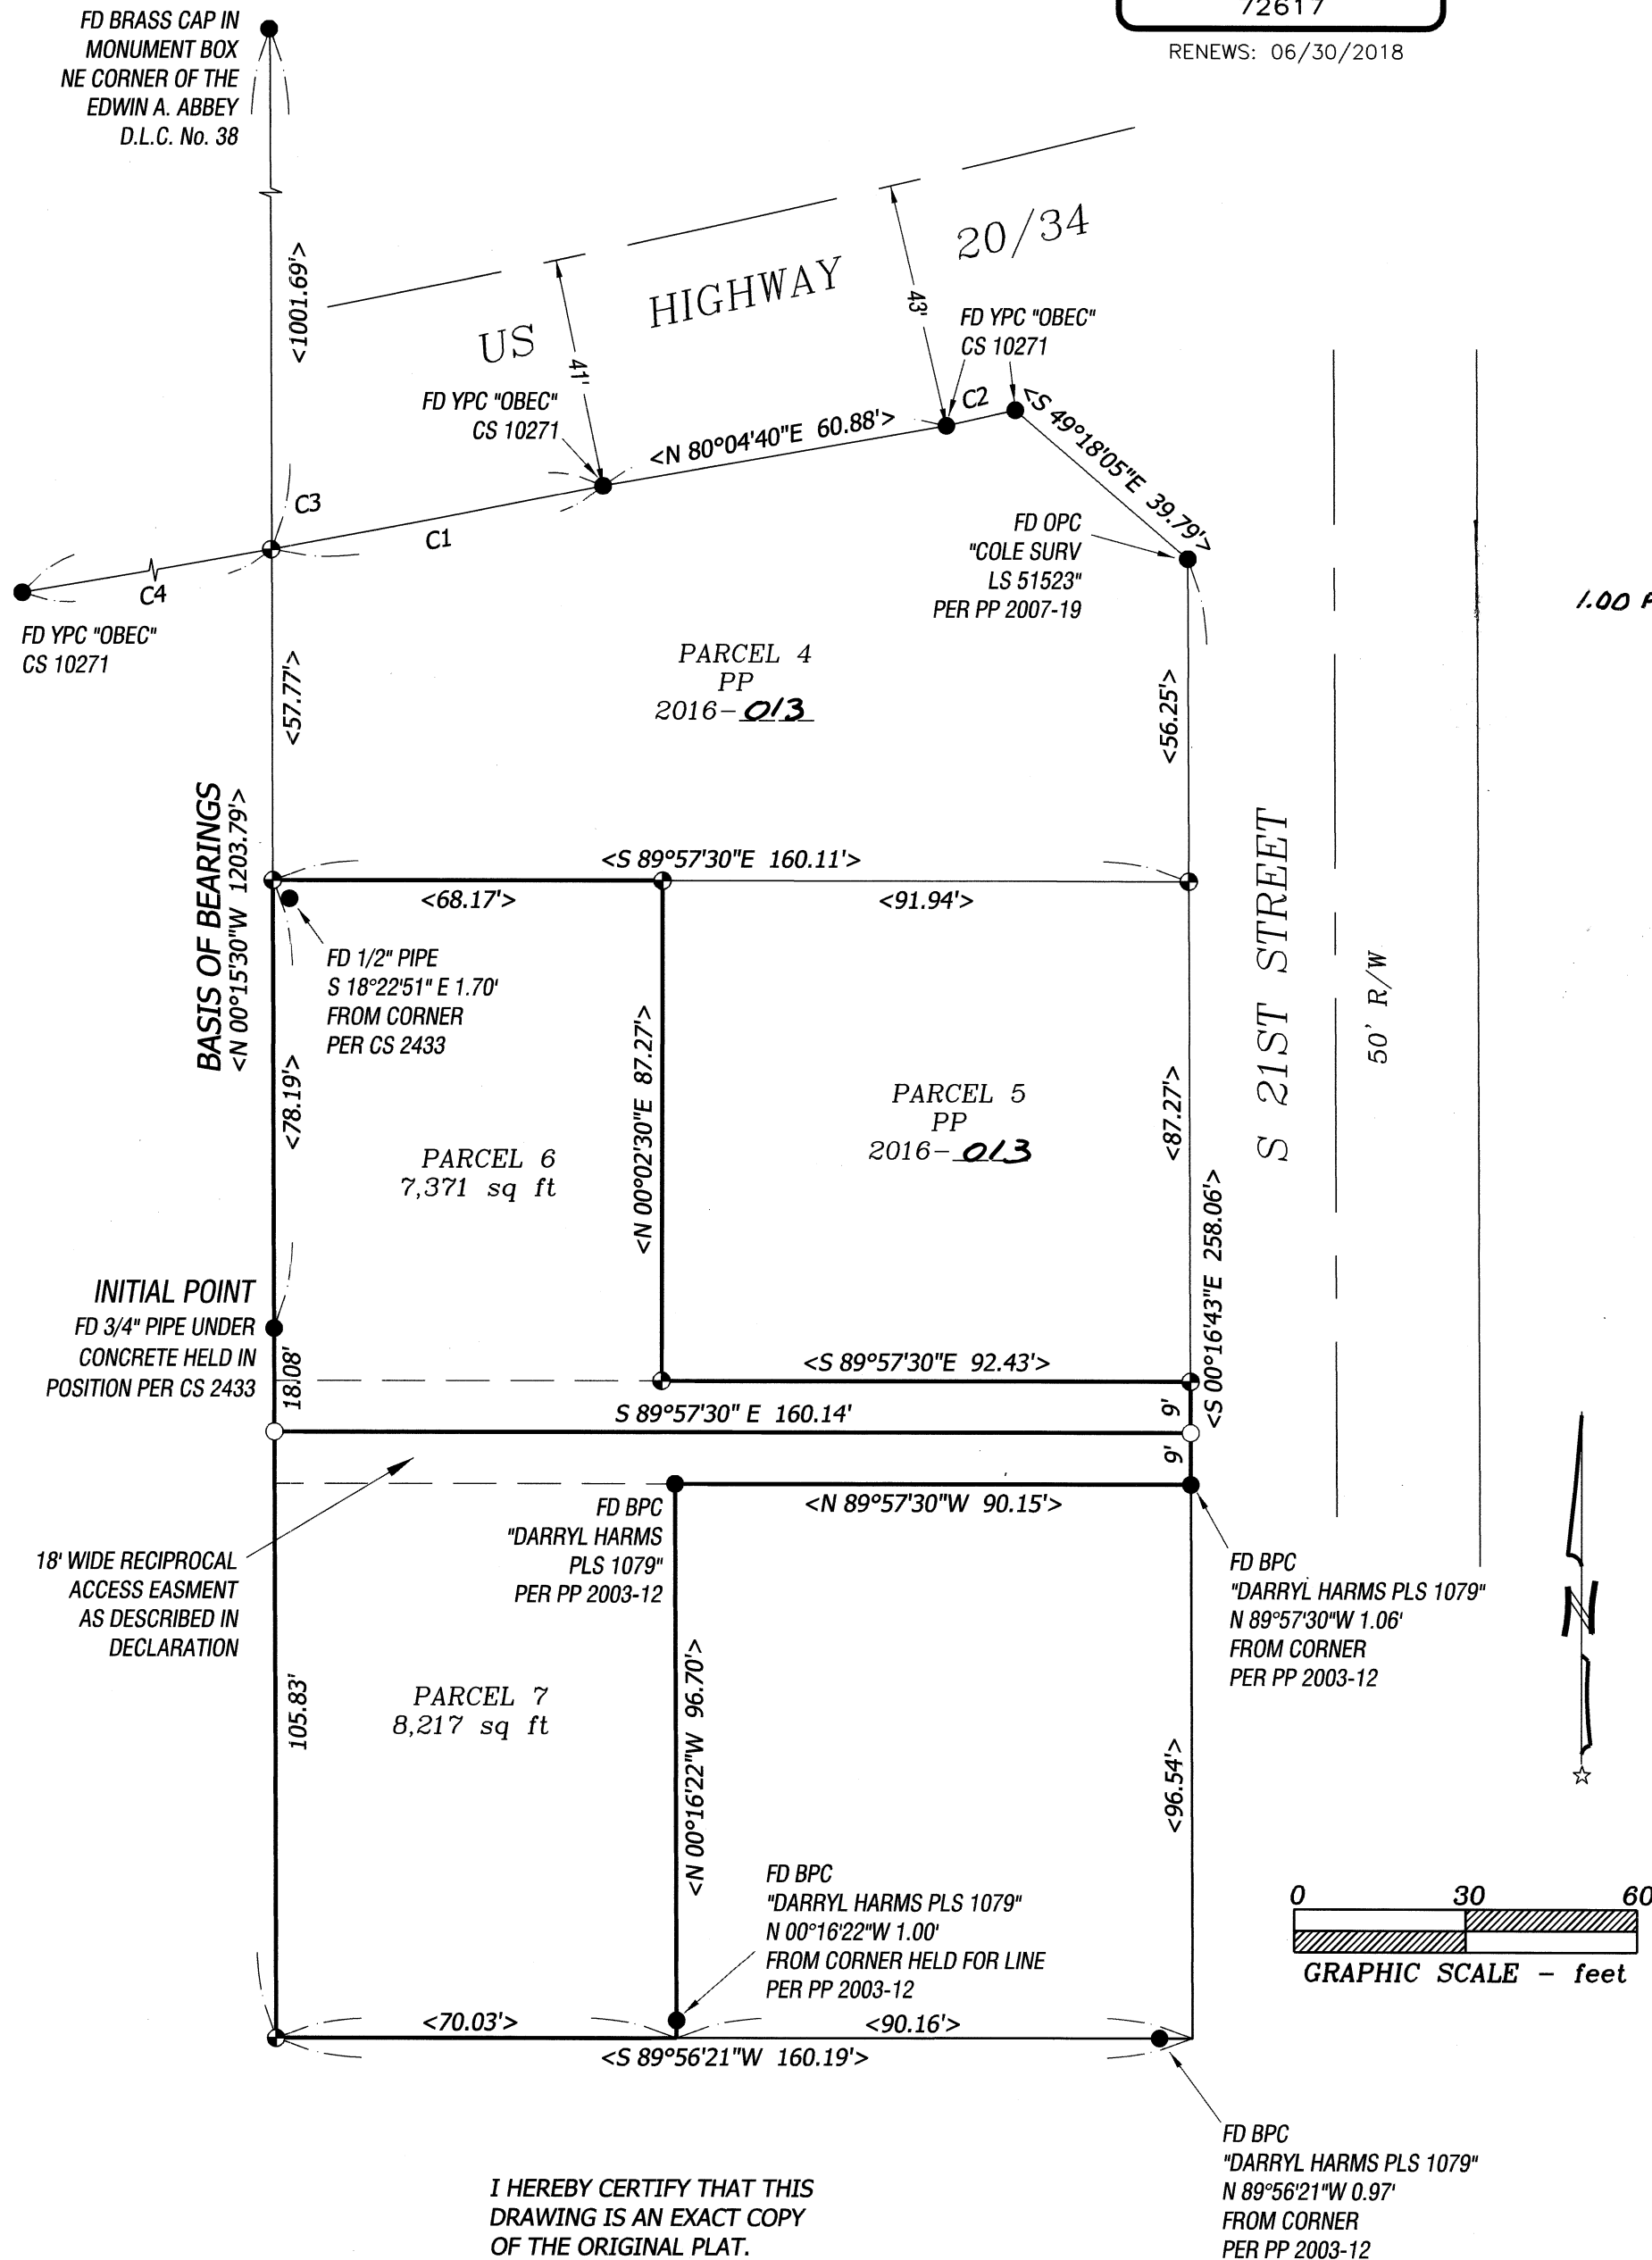 72617
RENEWS: 06/30/2018
FD BRASS CAP IN
MONUMENT BOX
NE CORNER OF THE
EDWIN A. ABBEY
D.L.C. No. 38
<1001.69'>
US
HIGHWAY
20/34
41'
43'
FD YPC "OBEC"
CS 10271
FD YPC "OBEC"
CS 10271
C2
<N 80°04'40"E 60.88'>
<S 49°18'05"E 39.79'>
C3
C1
C4
FD YPC "OBEC"
CS 10271
FD OPC
"COLE SURV
LS 51523"
PER PP 2007-19
1.00
<57.77'>
PARCEL 4
PP
2016-013
<56.25'>
BASIS OF BEARINGS
<N 00°15'30"W 1203.79'>
<S 89°57'30"E 160.11'>
<68.17'>
<91.94'>
FD 1/2" PIPE
S 18°22'51" E 1.70'
FROM CORNER
PER CS 2433
<78.19'>
<N 00°02'30"E 87.27'>
PARCEL 5
PP
2016-013
<87.27'>
S 21ST STREET
50' R/W
PARCEL 6
7,371 sq ft
<S 00°16'43"E 258.06'>
INITIAL POINT
FD 3/4" PIPE UNDER
CONCRETE HELD IN
POSITION PER CS 2433
18.08'
<S 89°57'30"E 92.43'>
S 89°57'30" E 160.14'
9'
9'
<N 89°57'30"W 90.15'>
FD BPC
"DARRYL HARMS
PLS 1079"
PER PP 2003-12
18' WIDE RECIPROCAL
ACCESS EASMENT
AS DESCRIBED IN
DECLARATION
FD BPC
"DARRYL HARMS PLS 1079"
N 89°57'30"W 1.06'
FROM CORNER
PER PP 2003-12
N
105.83'
PARCEL 7
8,217 sq ft
<N 00°16'22"W 96.70'>
<96.54'>
FD BPC
"DARRYL HARMS PLS 1079"
N 00°16'22"W 1.00'
FROM CORNER HELD FOR LINE
PER PP 2003-12
0 30 60
GRAPHIC SCALE - feet
<70.03'>
<90.16'>
<S 89°56'21"W 160.19'>
FD BPC
"DARRYL HARMS PLS 1079"
N 89°56'21"W 0.97'
FROM CORNER
PER PP 2003-12
I HEREBY CERTIFY THAT THIS
DRAWING IS AN EXACT COPY
OF THE ORIGINAL PLAT.